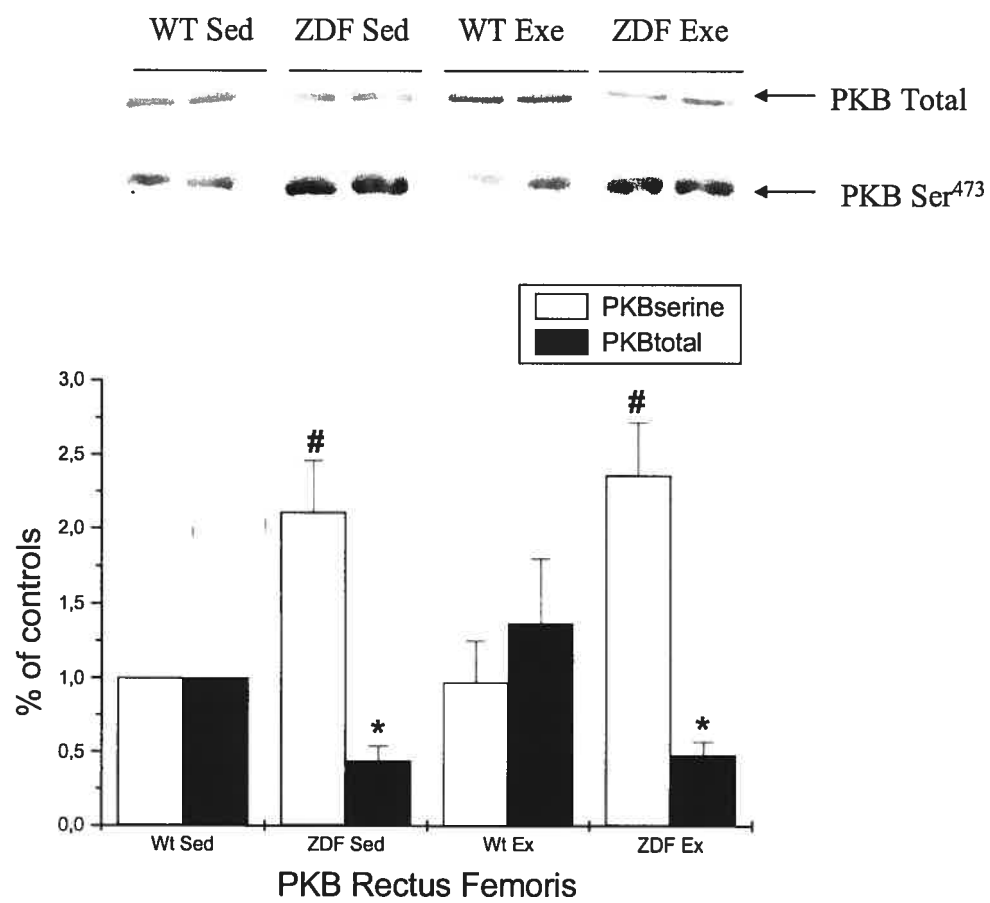 WT Sed ZDF Sed WT Exe ZDF Exe
PKB Total
PKB Ser473
PKBserine
PKBtotal
3,0
2,5
2,0
1,5
1,0
0,5
0,0
% of controls
#
*
#
*
Wt Sed ZDF Sed Wt Ex ZDF Ex
PKB Rectus Femoris